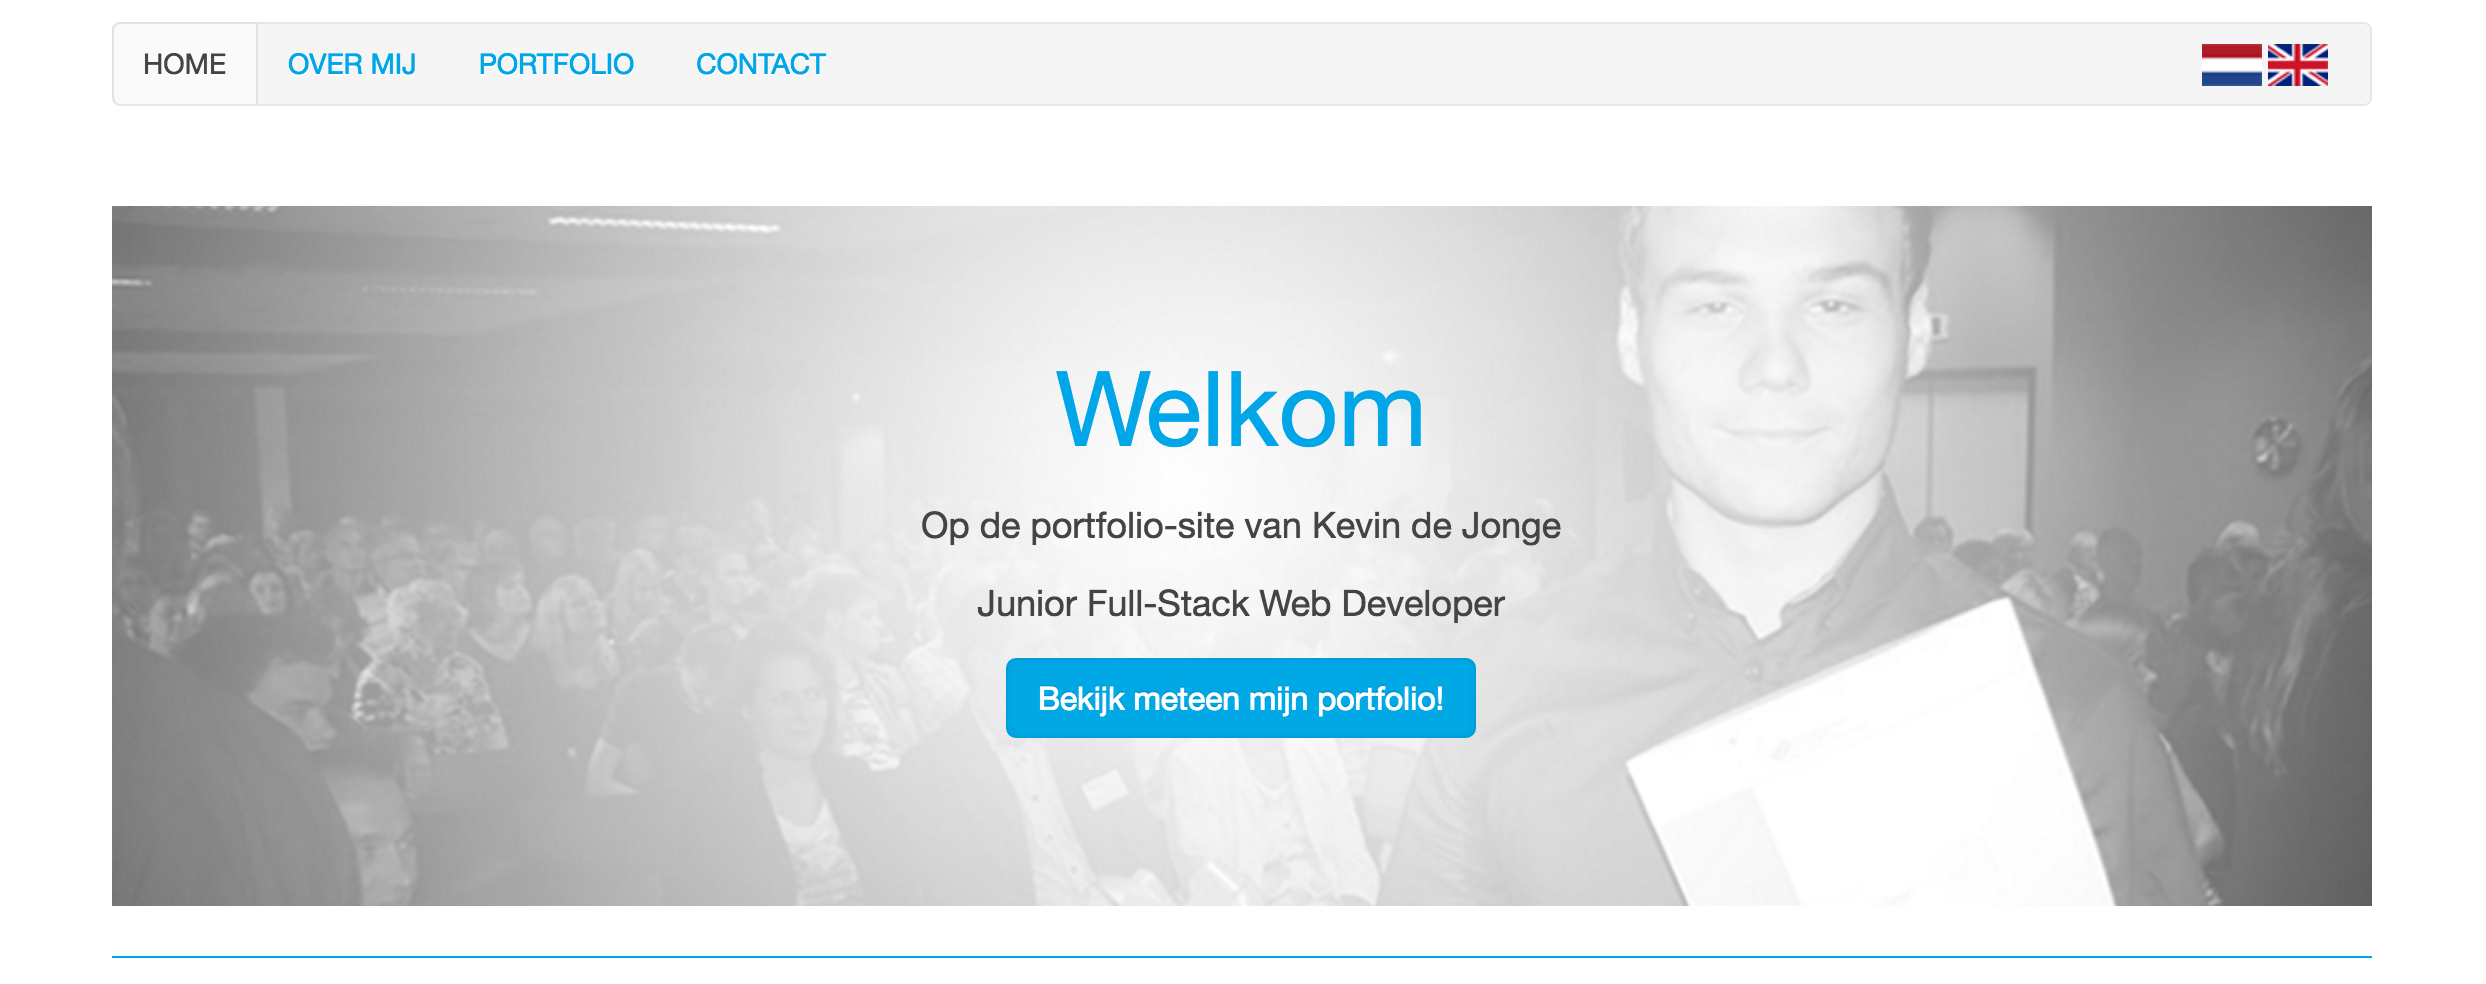 HOME OVER MIJ PORTFOLIO CONTACT
Welkom
Op de portfolio-site van Kevin de Jonge
Junior Full-Stack Web Developer
Bekijk meteen mijn portfolio!